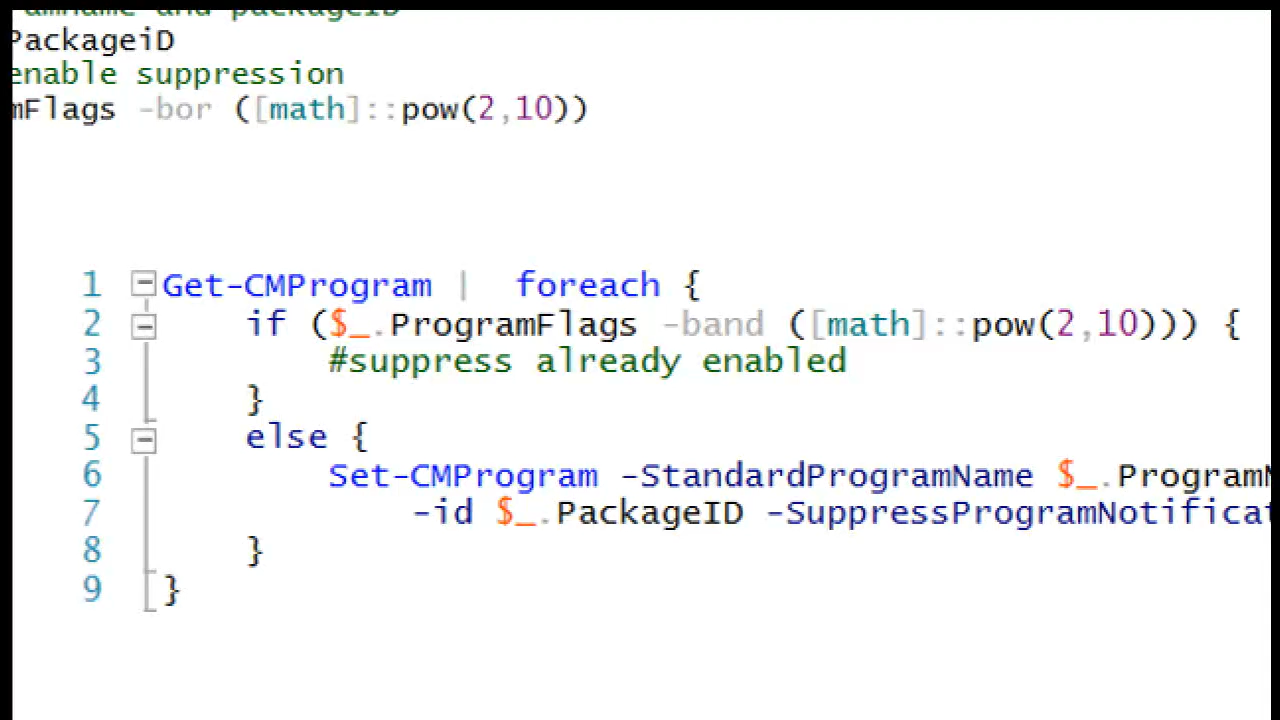 and packageID
PackageiD
enable suppression
mFlags -bor ([math]::pow(2,10))
1 Get-CMProgram | foreach {
2 if ($_.ProgramFlags -band ([math]::pow(2,10))) {
3 #suppress already enabled
4 }
5 else {
6 Set-CMProgram -StandardProgramName $_.ProgramN
7 -id $_.PackageID -SuppressProgramNotificat
8 }
9 }